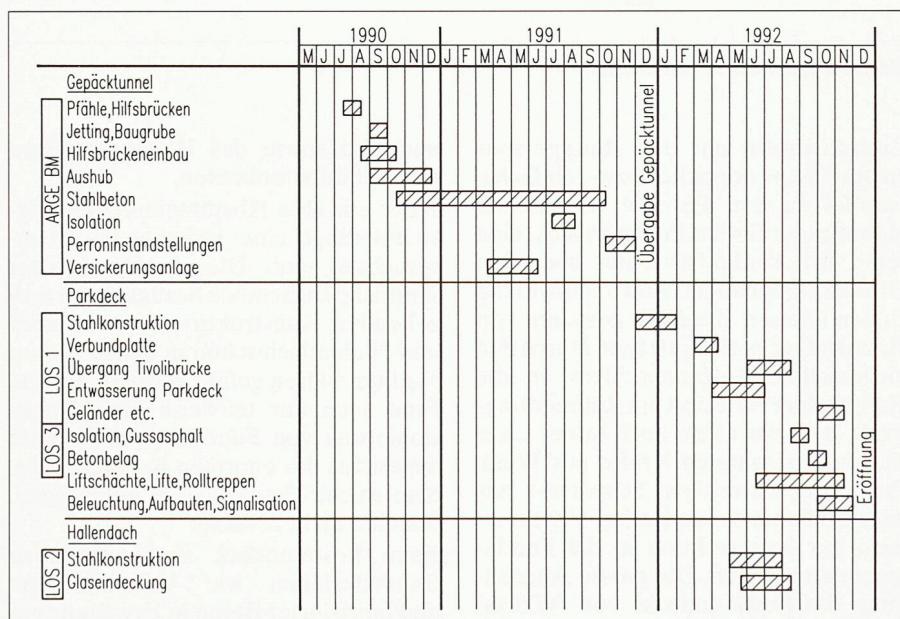 1990 1991 1992
M J J A S O N D J F M A M J J A S O N D J F M A M J J A S O N D
Gepäcktunnel
ARGE BM
Pfähle,Hilfsbrücken
Jetting,Baugrube
Hilfsbrückeneinbau
Aushub
Stahlbeton
Isolation
Perroninstandstellungen
Versickerungsanlage
Übergabe Gepäcktunnel
Parkdeck
LOS 1
Stahlkonstruktion
Verbundplatte
Übergang Tivolibrücke
Entwässerung Parkdeck
Geländer etc.
LOS 3
Isolation,Gussasphalt
Betonbelag
Liftschächte,Lifte,Rolltreppen
Beleuchtung,Aufbauten,Signalisation
Eröffnung
Hallendach
LOS 2
Stahlkonstruktion
Glaseindeckung